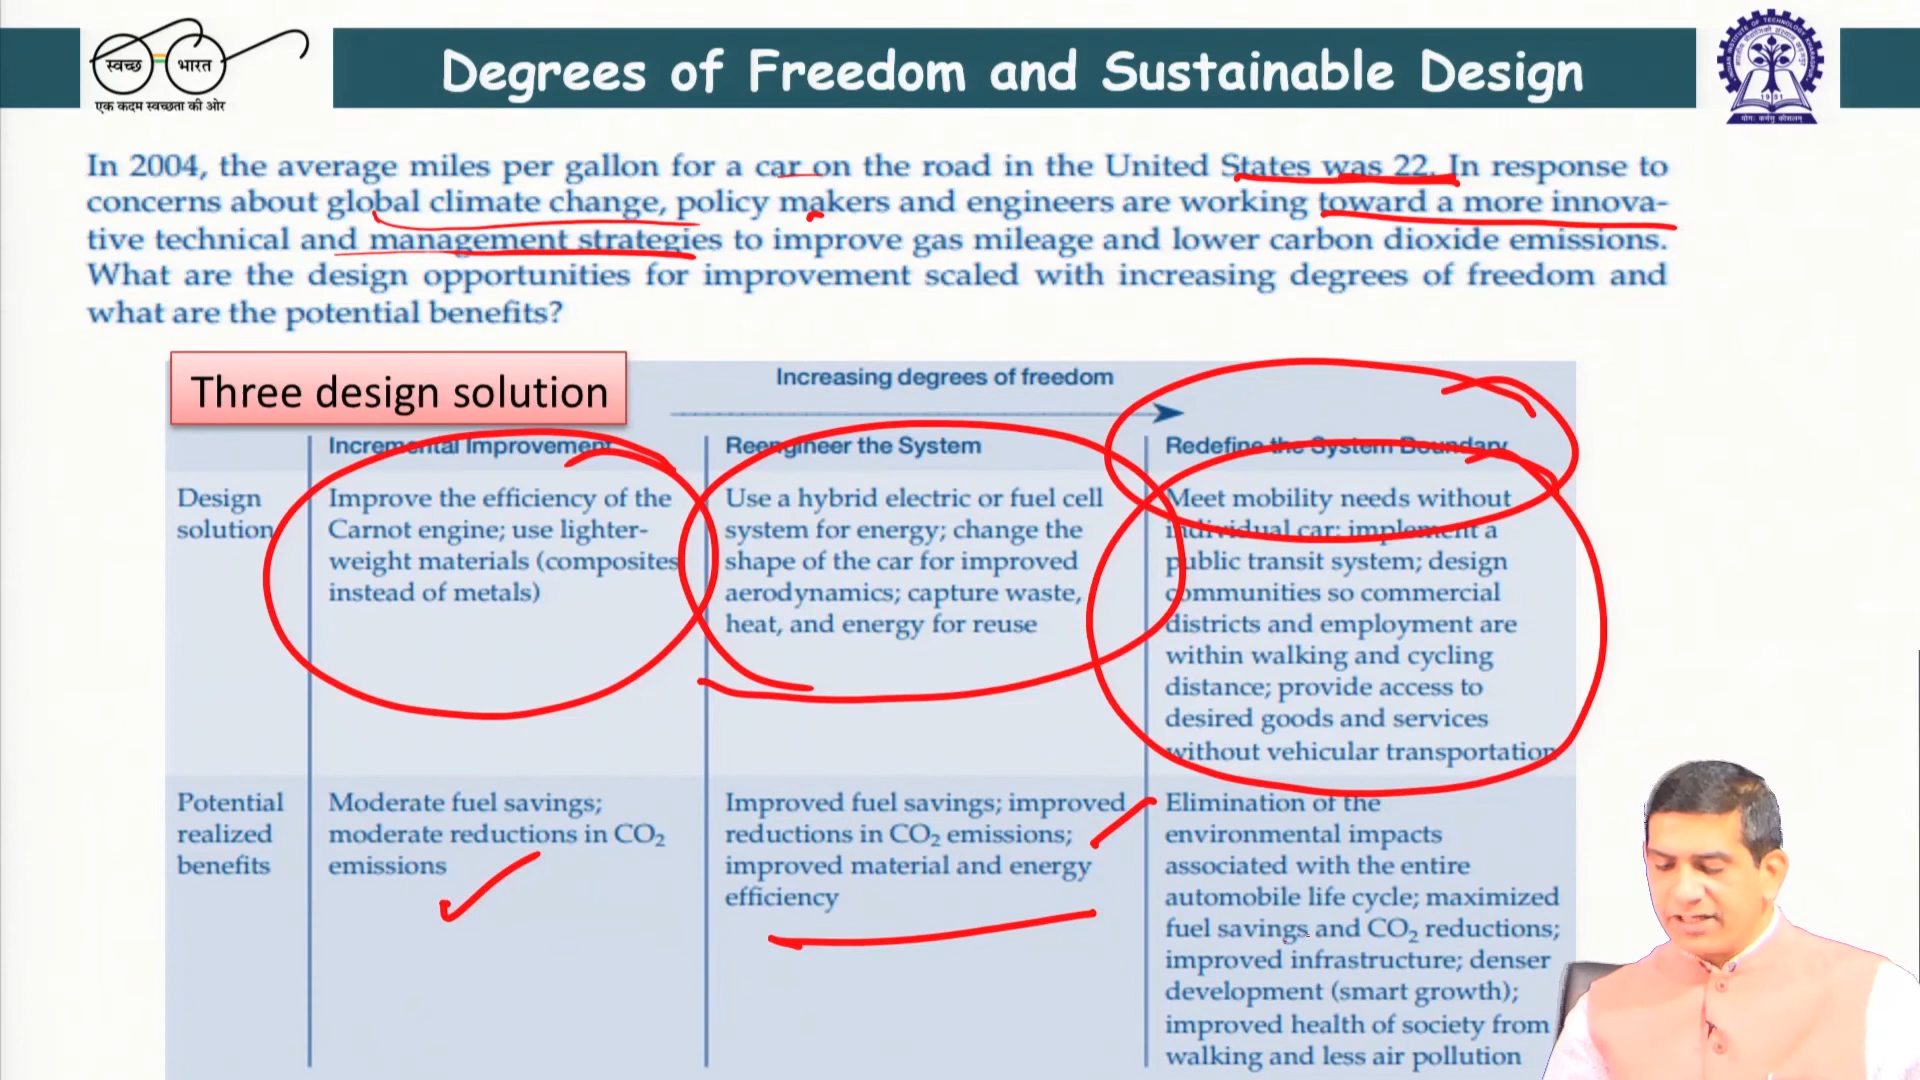 स्वच्छ भारत
एक कदम स्वच्छता की ओर
Degrees of Freedom and Sustainable Design
In 2004, the average miles per gallon for a car on the road in the United States was 22. In response to
concerns about global climate change, policy makers and engineers are working toward a more innova-
tive technical and management strategies to improve gas mileage and lower carbon dioxide emissions.
What are the design opportunities for improvement scaled with increasing degrees of freedom and
what are the potential benefits?
Three design solution
Increasing degrees of freedom
Incremental Improvement
Reengineer the System
Redefine the System Boundary
Design
solution
Improve the efficiency of the
Carnot engine; use lighter-
weight materials (composites
instead of metals)
Use a hybrid electric or fuel cell
system for energy; change the
shape of the car for improved
aerodynamics; capture waste,
heat, and energy for reuse
Meet mobility needs without
individual car; implement a
public transit system; design
communities so commercial
districts and employment are
within walking and cycling
distance; provide access to
desired goods and services
without vehicular transportation
Potential
realized
benefits
Moderate fuel savings;
moderate reductions in CO₂
emissions
Improved fuel savings; improved
reductions in CO₂ emissions;
improved material and energy
efficiency
Elimination of the
environmental impacts
associated with the entire
automobile life cycle; maximized
fuel savings and CO₂ reductions;
improved infrastructure; denser
development (smart growth);
improved health of society from
walking and less air pollution